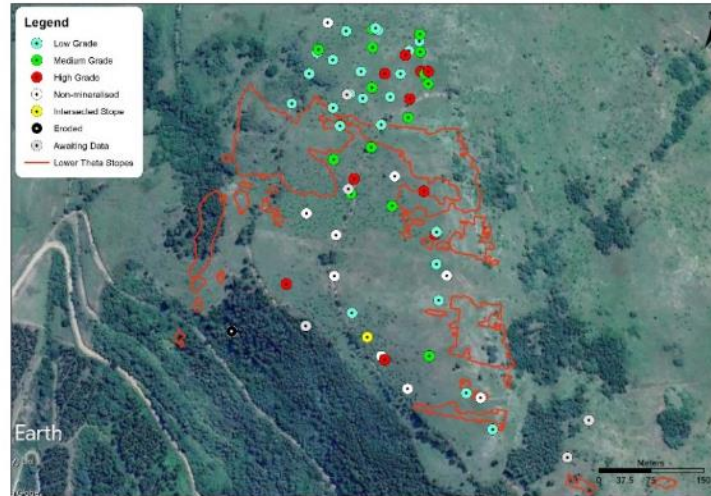 Legend
Low Grade
Medium Grade
High Grade
Non-mineralised
Intersected Stope
Eroded
Awaiting Data
Lower Theta Stopes
Earth
Meters
0 37.5 75 150